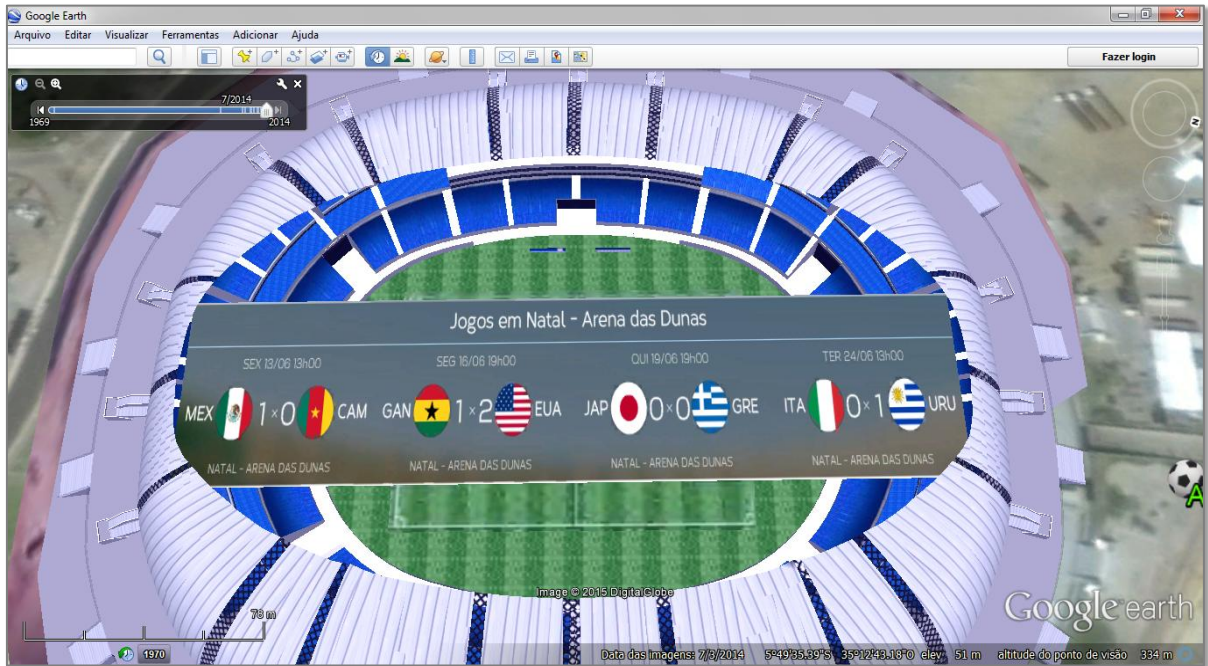 Google Earth
Arquivo Editar Visualizar Ferramentas Adicionar Ajuda
Fazer login
7/2014
1969 2014
N
Jogos em Natal - Arena das Dunas
SEX 13/06 13h00 SEG 16/06 19h00 QUI 19/06 19h00 TER 24/06 13h00
MEX 1 x 0 CAM GAN 1 x 2 EUA JAP 0 x 0 GRE ITA 0 x 1 URU
NATAL - ARENA DAS DUNAS NATAL - ARENA DAS DUNAS NATAL - ARENA DAS DUNAS NATAL - ARENA DAS DUNAS
A
Image © 2015 DigitalGlobe
Google earth
78 m
1970 Data das imagens: 7/3/2014 5°49'35.39"S 35°12'43.18"O elev 51 m altitude do ponto de visão 334 m